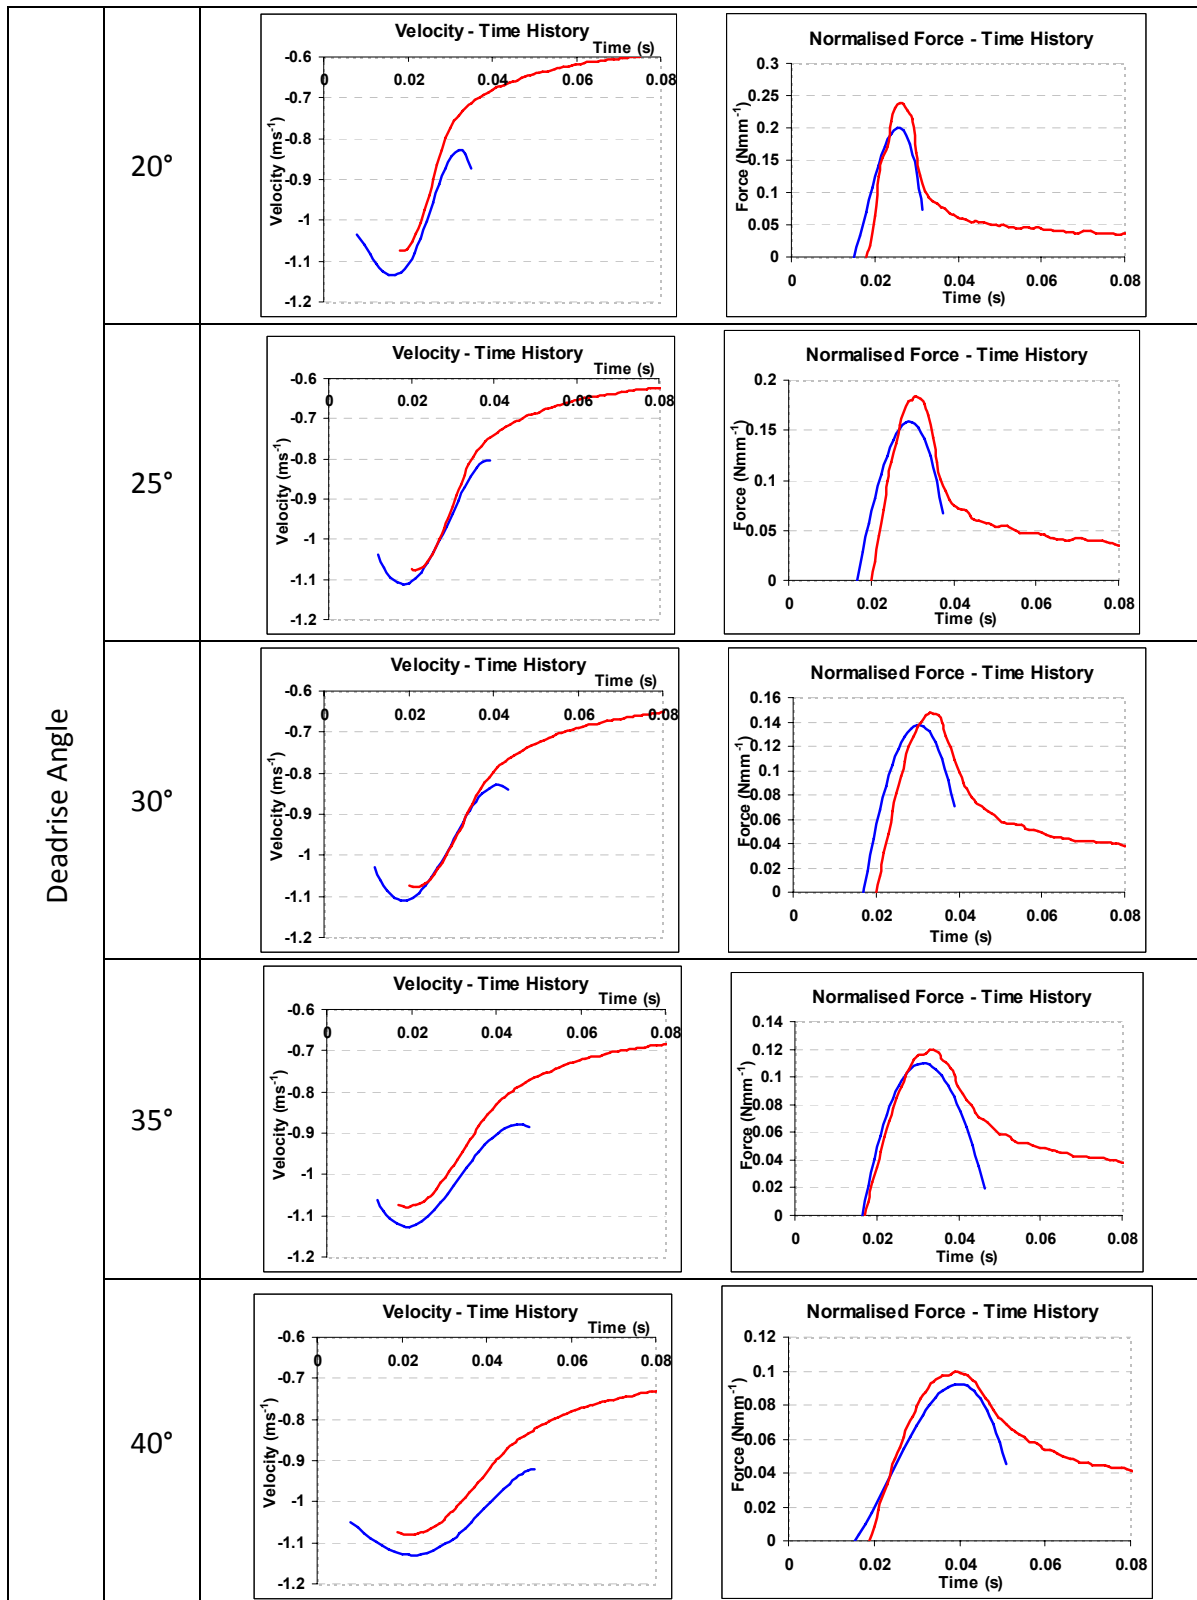 Deadrise Angle
20°
Velocity - Time History
Time (s)
Velocity (ms-1)
-0.6
-0.7
-0.8
-0.9
-1
-1.1
-1.2
0 0.02 0.04 0.06 0.08
Normalised Force - Time History
Force (Nmm-1)
0.3
0.25
0.2
0.15
0.1
0.05
0
0 0.02 0.04 0.06 0.08
Time (s)
25°
Velocity - Time History
Time (s)
Velocity (ms-1)
-0.6
-0.7
-0.8
-0.9
-1
-1.1
-1.2
0 0.02 0.04 0.06 0.08
Normalised Force - Time History
Force (Nmm-1)
0.2
0.15
0.1
0.05
0
0 0.02 0.04 0.06 0.08
Time (s)
30°
Velocity - Time History
Time (s)
Velocity (ms-1)
-0.6
-0.7
-0.8
-0.9
-1
-1.1
-1.2
0 0.02 0.04 0.06 0.08
Normalised Force - Time History
Force (Nmm-1)
0.16
0.14
0.12
0.1
0.08
0.06
0.04
0.02
0
0 0.02 0.04 0.06 0.08
Time (s)
35°
Velocity - Time History
Time (s)
Velocity (ms-1)
-0.6
-0.7
-0.8
-0.9
-1
-1.1
-1.2
0 0.02 0.04 0.06 0.08
Normalised Force - Time History
Force (Nmm-1)
0.14
0.12
0.1
0.08
0.06
0.04
0.02
0
0 0.02 0.04 0.06 0.08
Time (s)
40°
Velocity - Time History
Time (s)
Velocity (ms-1)
-0.6
-0.7
-0.8
-0.9
-1
-1.1
-1.2
0 0.02 0.04 0.06 0.08
Normalised Force - Time History
Force (Nmm-1)
0.12
0.1
0.08
0.06
0.04
0.02
0
0 0.02 0.04 0.06 0.08
Time (s)